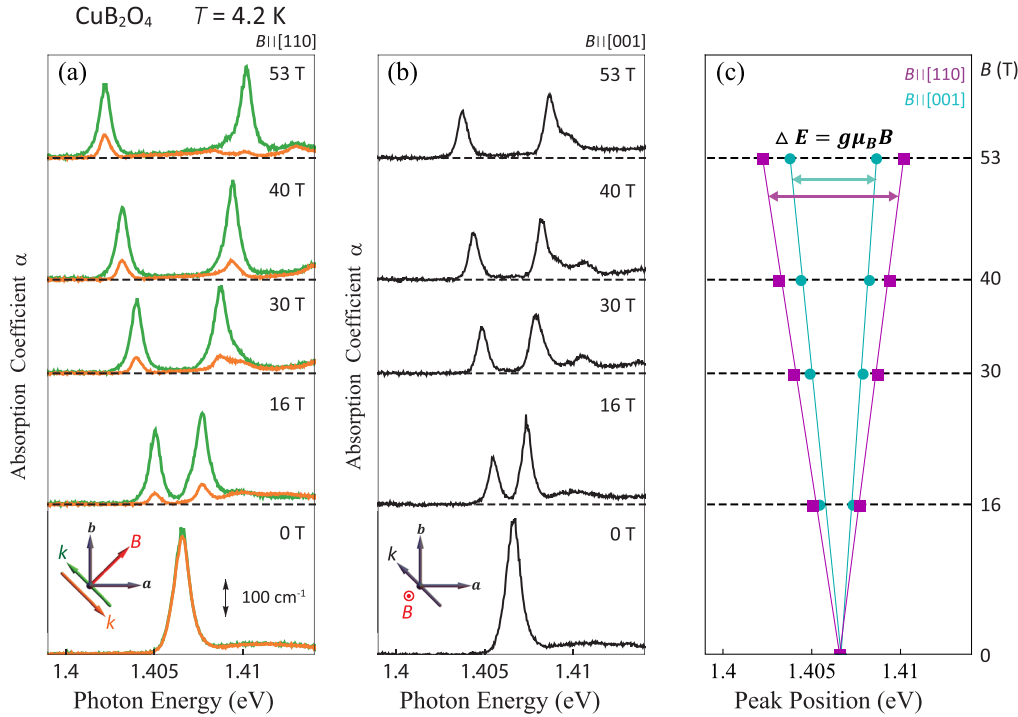 CuB₂O₄ T = 4.2 K
B||[110]
(a)
53 T
40 T
30 T
16 T
0 T
b
B
k
a
k
100 cm⁻¹
Absorption Coefficient α
1.4 1.405 1.41
Photon Energy (eV)
B||[001]
(b)
53 T
40 T
30 T
16 T
0 T
b
k
a
B
Absorption Coefficient α
1.4 1.405 1.41
Photon Energy (eV)
(c)
B (T)
B||[110]
B||[001]
△ E = gμ_B B
53
40
30
16
0
1.4 1.405 1.41
Peak Position (eV)